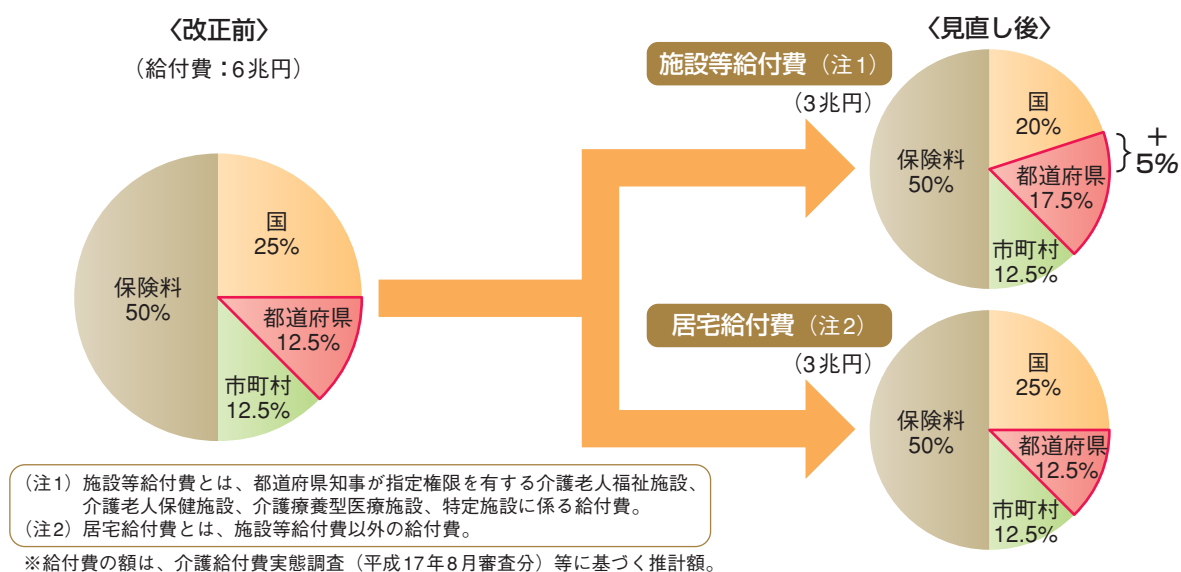 〈改正前〉
（給付費：6兆円）
国
25%
保険料
50%
都道府県
12.5%
市町村
12.5%
〈見直し後〉
施設等給付費（注1）
（3兆円）
国
20%
保険料
50%
都道府県
17.5%
市町村
12.5%
＋
5%
居宅給付費（注2）
（3兆円）
国
25%
保険料
50%
都道府県
12.5%
市町村
12.5%
（注1）施設等給付費とは、都道府県知事が指定権限を有する介護老人福祉施設、
介護老人保健施設、介護療養型医療施設、特定施設に係る給付費。
（注2）居宅給付費とは、施設等給付費以外の給付費。
※給付費の額は、介護給付費実態調査（平成17年8月審査分）等に基づく推計額。